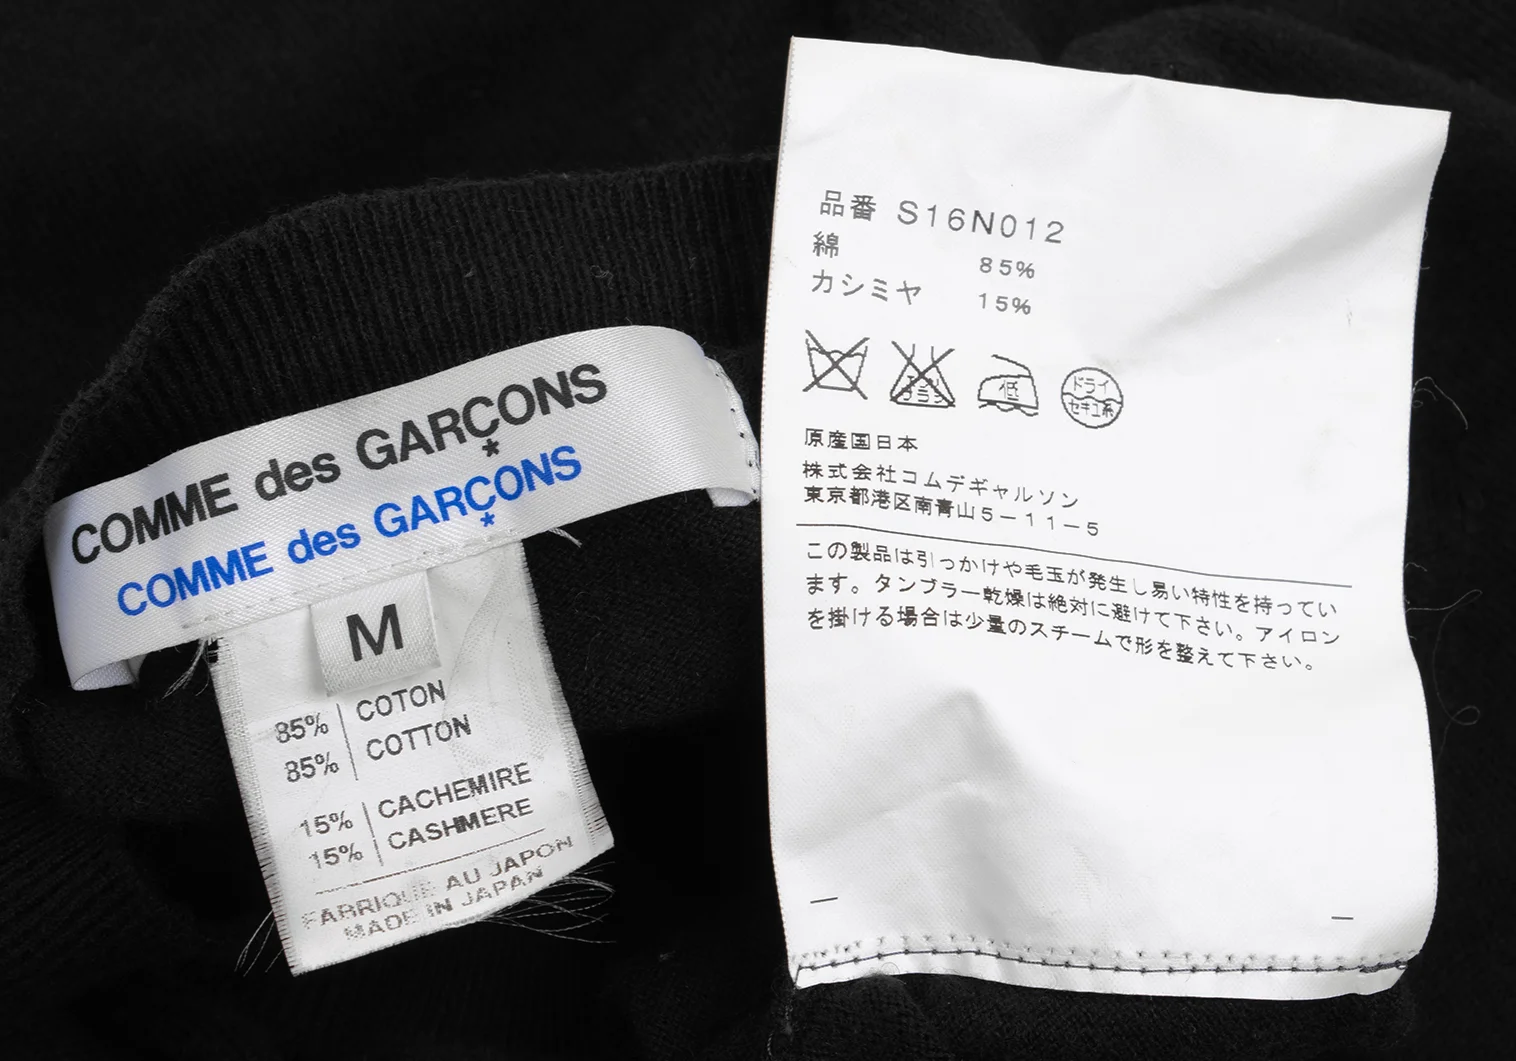 COMME des GARÇONS
*
COMME des GARÇONS
*
M
85% COTON
85% COTTON
15% CACHEMIRE
15% CASHMERE
FABRIQUE AU JAPON
MADE IN JAPAN
品番 S16N012
綿 85%
カシミヤ 15%
低
ドライ
セキユ系
原産国日本
株式会社コムデギャルソン
東京都港区南青山5-11-5
この製品は引っかけや毛玉が発生し易い特性を持ってい
ます。タンブラー乾燥は絶対に避けて下さい。アイロン
を掛ける場合は少量のスチームで形を整えて下さい。